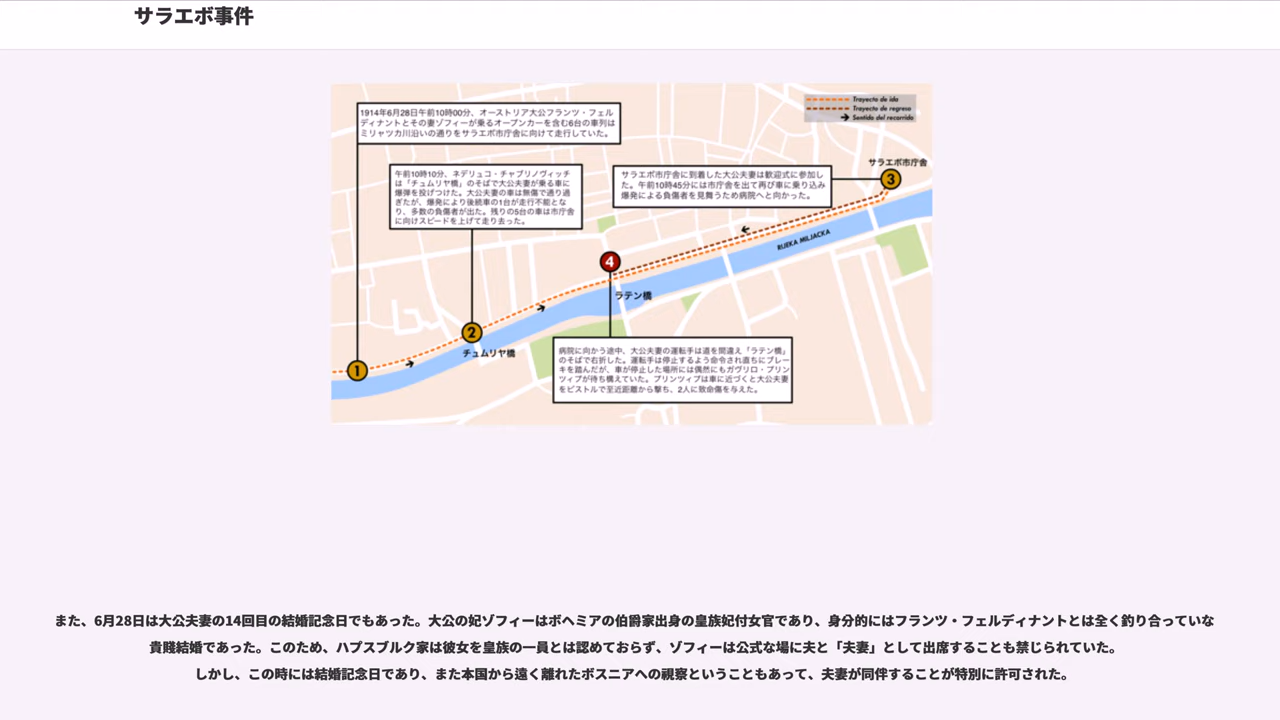 サラエボ事件
1914年6月28日午前10時00分、オーストリア大公フランツ・フェル
ディナントとその妻ゾフィーが乗るオープンカーを含む6台の車列は
ミリャツカ川沿いの通りをサラエボ市庁舎に向けて走行していた。
Trayecto de ida
Trayecto de regreso
Sentido del recorrido
午前10時10分、ネデリュコ・チャブリノヴィッチ
は「チュムリヤ橋」のそばで大公夫妻が乗る車に
爆弾を投げつけた。大公夫妻の車は無傷で通り過
ぎたが、爆発により後続車の1台が走行不能とな
り、多数の負傷者が出た。残りの5台の車は市庁舎
に向けスピードを上げて走り去った。
サラエボ市庁舎に到着した大公夫妻は歓迎式に参加し
た。午前10時45分には市庁舎を出て再び車に乗り込み
爆発による負傷者を見舞うため病院へと向かった。
サラエボ市庁舎
3
RIJEKA MILJACKA
4
ラテン橋
2
チュムリヤ橋
1
病院に向かう途中、大公夫妻の運転手は道を間違え「ラテン橋」
のそばで右折した。運転手は停止するよう命令され直ちにブレー
キを踏んだが、車が停止した場所には偶然にもガヴリロ・プリン
ツィプが待ち構えていた。プリンツィプは車に近づくと大公夫妻
をピストルで至近距離から撃ち、2人に致命傷を与えた。
また、6月28日は大公夫妻の14回目の結婚記念日でもあった。大公の妃ゾフィーはボヘミアの伯爵家出身の皇族妃付女官であり、身分的にはフランツ・フェルディナントとは全く釣り合っていな
貴賤結婚であった。このため、ハプスブルク家は彼女を皇族の一員とは認めておらず、ゾフィーは公式な場に夫と「夫妻」として出席することも禁じられていた。
しかし、この時には結婚記念日であり、また本国から遠く離れたボスニアへの視察ということもあって、夫妻が同伴することが特別に許可された。